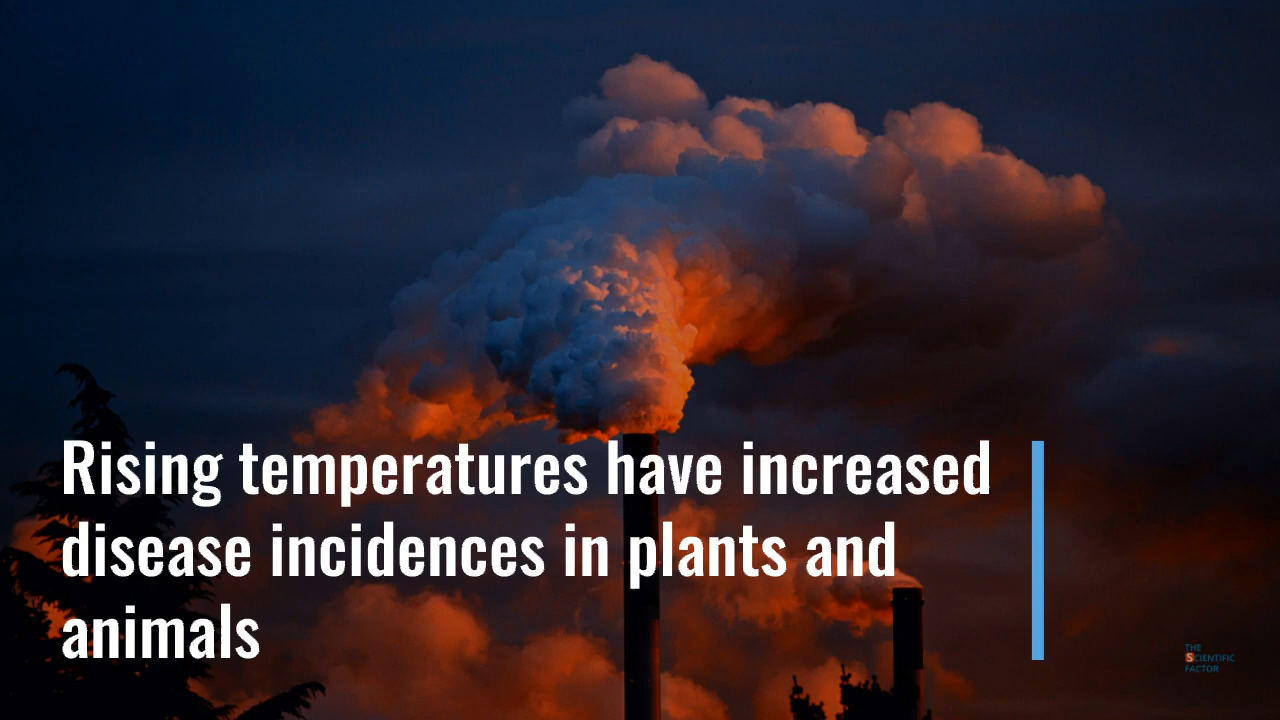 Rising temperatures have increased
disease incidences in plants and
animals
THE
SCIENTIFIC
FACTOR